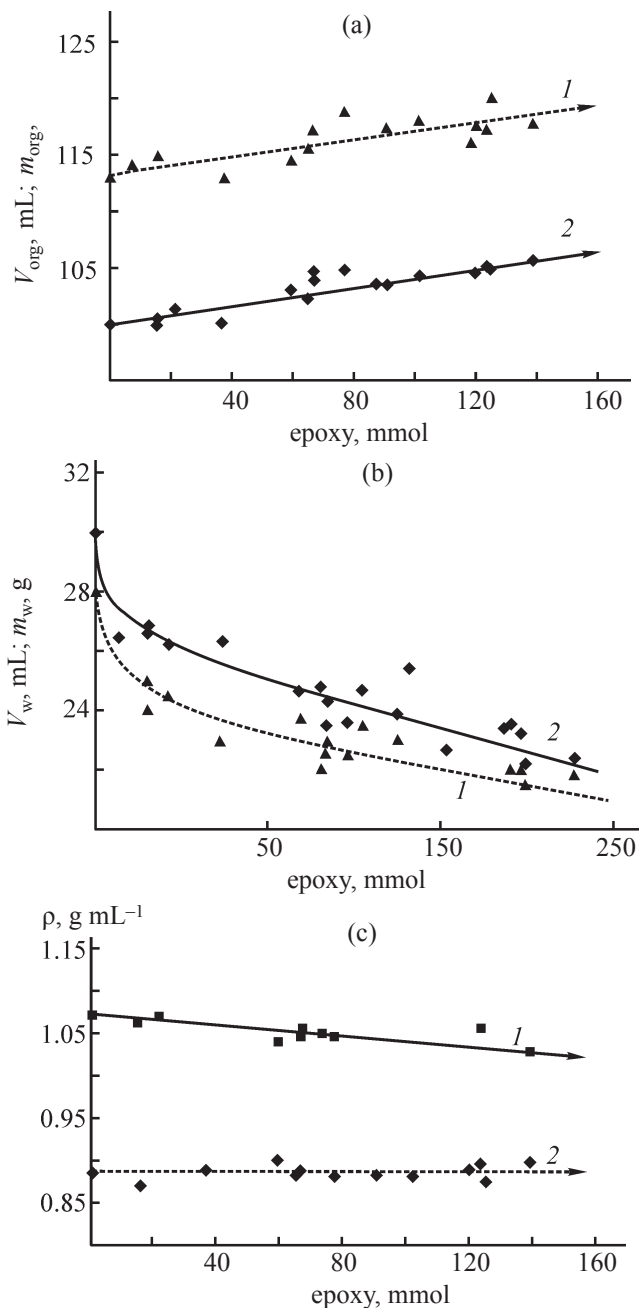 (a)
125
115
105
V_org, mL; m_org,
1
2
40 80 120 160
epoxy, mmol
(b)
32
28
24
V_w, mL; m_w, g
2
1
50 150 250
epoxy, mmol
ρ, g mL⁻¹
(c)
1.15
1.05
0.95
0.85
1
2
40 80 120 160
epoxy, mmol